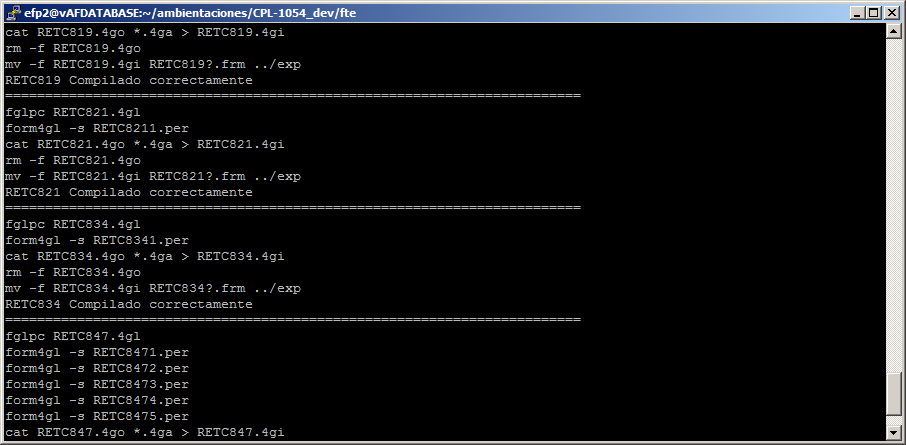 efp2@vAFDATABASE:~/ambientaciones/CPL-1054_dev/fte
cat RETC819.4go *.4ga > RETC819.4gi
rm -f RETC819.4go
mv -f RETC819.4gi RETC819?.frm ../exp
RETC819 Compilado correctamente
========================================================================
fglpc RETC821.4gl
form4gl -s RETC8211.per
cat RETC821.4go *.4ga > RETC821.4gi
rm -f RETC821.4go
mv -f RETC821.4gi RETC821?.frm ../exp
RETC821 Compilado correctamente
========================================================================
fglpc RETC834.4gl
form4gl -s RETC8341.per
cat RETC834.4go *.4ga > RETC834.4gi
rm -f RETC834.4go
mv -f RETC834.4gi RETC834?.frm ../exp
RETC834 Compilado correctamente
========================================================================
fglpc RETC847.4gl
form4gl -s RETC8471.per
form4gl -s RETC8472.per
form4gl -s RETC8473.per
form4gl -s RETC8474.per
form4gl -s RETC8475.per
cat RETC847.4go *.4ga > RETC847.4gi